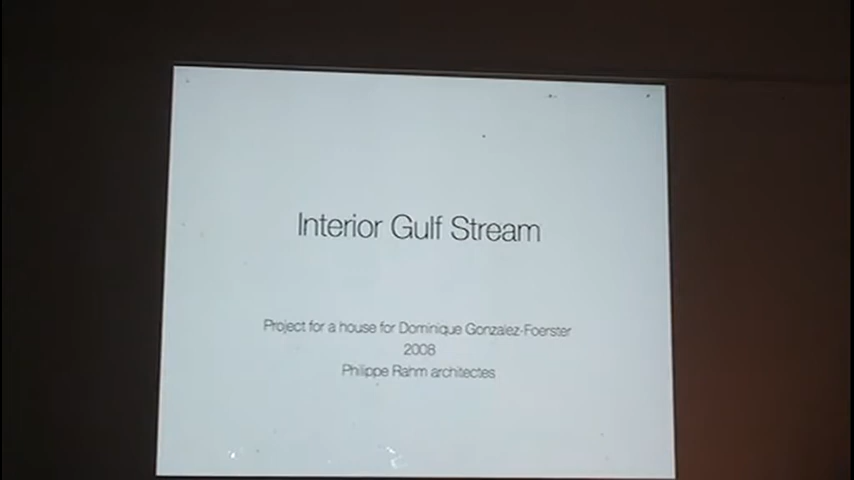 Interior Gulf Stream
Project for a house for Dominique Gonzalez-Foerster
2008
Philippe Rahm architectes